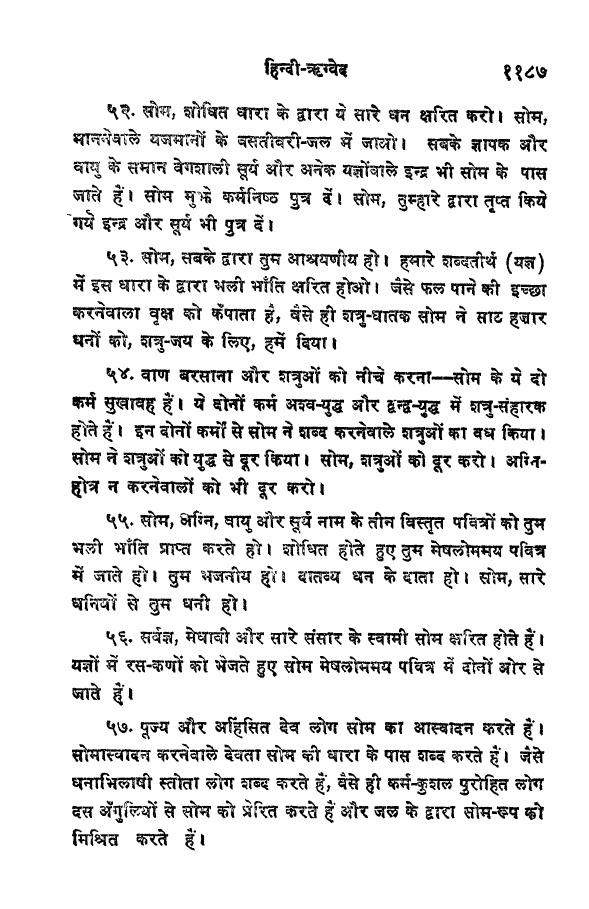 हिन्दी-ऋग्वेद ११८७
५२. सोम, शोधित धारा के द्वारा ये सारे धन क्षरित करो। सोम,
माननेवाले यजमानों के वसतीवरी-जल में जाओ। सबके ज्ञापक और
वायु के समान वेगशाली सूर्य और अनेक यज्ञोंवाले इन्द्र भी सोम के पास
जाते हैं। सोम मुझे कर्मनिष्ठ पुत्र दें। सोम, तुम्हारे द्वारा तृप्त किये
गये इन्द्र और सूर्य भी पुत्र दें।
५३. सोम, सबके द्वारा तुम आश्रयणीय हो। हमारे शब्दतीर्थ (यज्ञ)
में इस धारा के द्वारा भली भाँति क्षरित होओ। जैसे फल पाने की इच्छा
करनेवाला वृक्ष को कँपाता है, वैसे ही शत्रु-घातक सोम ने साठ हज़ार
धनों को, शत्रु-जय के लिए, हमें दिया।
५४. वाण बरसाना और शत्रुओं को नीचे करना—सोम के ये दो
कर्म सुखावह हैं। ये दोनों कर्म अश्व-युद्ध और द्वन्द्व-युद्ध में शत्रु-संहारक
होते हैं। इन दोनों कर्मों से सोम ने शब्द करनेवाले शत्रुओं का वध किया।
सोम ने शत्रुओं को युद्ध से दूर किया। सोम, शत्रुओं को दूर करो। अग्नि-
होत्र न करनेवालों को भी दूर करो।
५५. सोम, अग्नि, वायु और सूर्य नाम के तीन विस्तृत पवित्रों को तुम
भली भाँति प्राप्त करते हो। शोधित होते हुए तुम मेषलोममय पवित्र
में जाते हो। तुम भजनीय हो। दातव्य धन के दाता हो। सोम, सारे
धनियों से तुम धनी हो।
५६. सर्वज्ञ, मेधावी और सारे संसार के स्वामी सोम क्षरित होते हैं।
यज्ञों में रस-कणों को भेजते हुए सोम मेषलोममय पवित्र में दोनों ओर से
जाते हैं।
५७. पूज्य और अहिंसित देव लोग सोम का आस्वादन करते हैं।
सोमास्वादन करनेवाले देवता सोम की धारा के पास शब्द करते हैं। जैसे
धनाभिलाषी स्तोता लोग शब्द करते हैं, वैसे ही कर्म-कुशल पुरोहित लोग
दस अँगुलियों से सोम को प्रेरित करते हैं और जल के द्वारा सोम-रूप को
मिश्रित करते हैं।